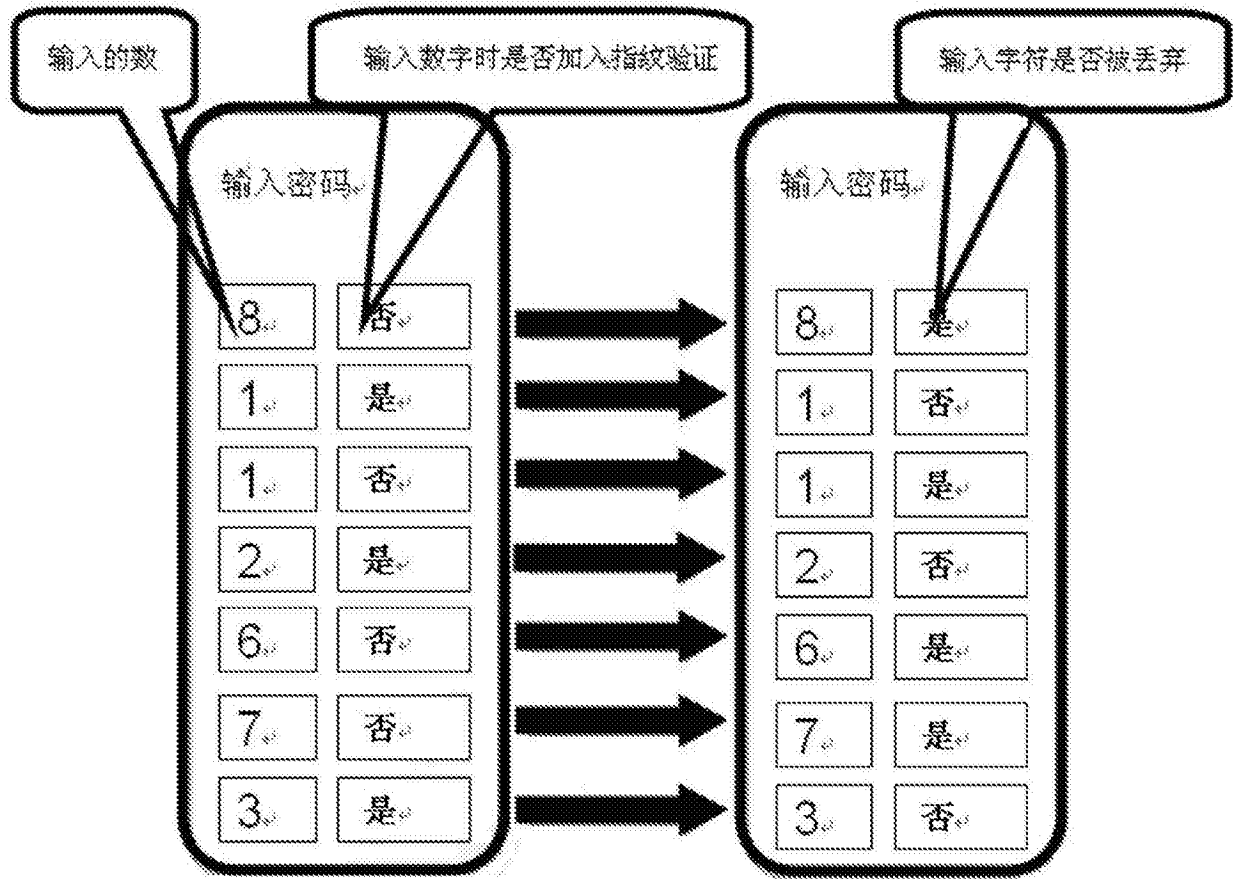 输入的数
输入数字时是否加入指纹验证
输入字符是否被丢弃
输入密码
8 否
1 是
1 否
2 是
6 否
7 否
3 是
输入密码
8 是
1 否
1 是
2 否
6 是
7 是
3 否